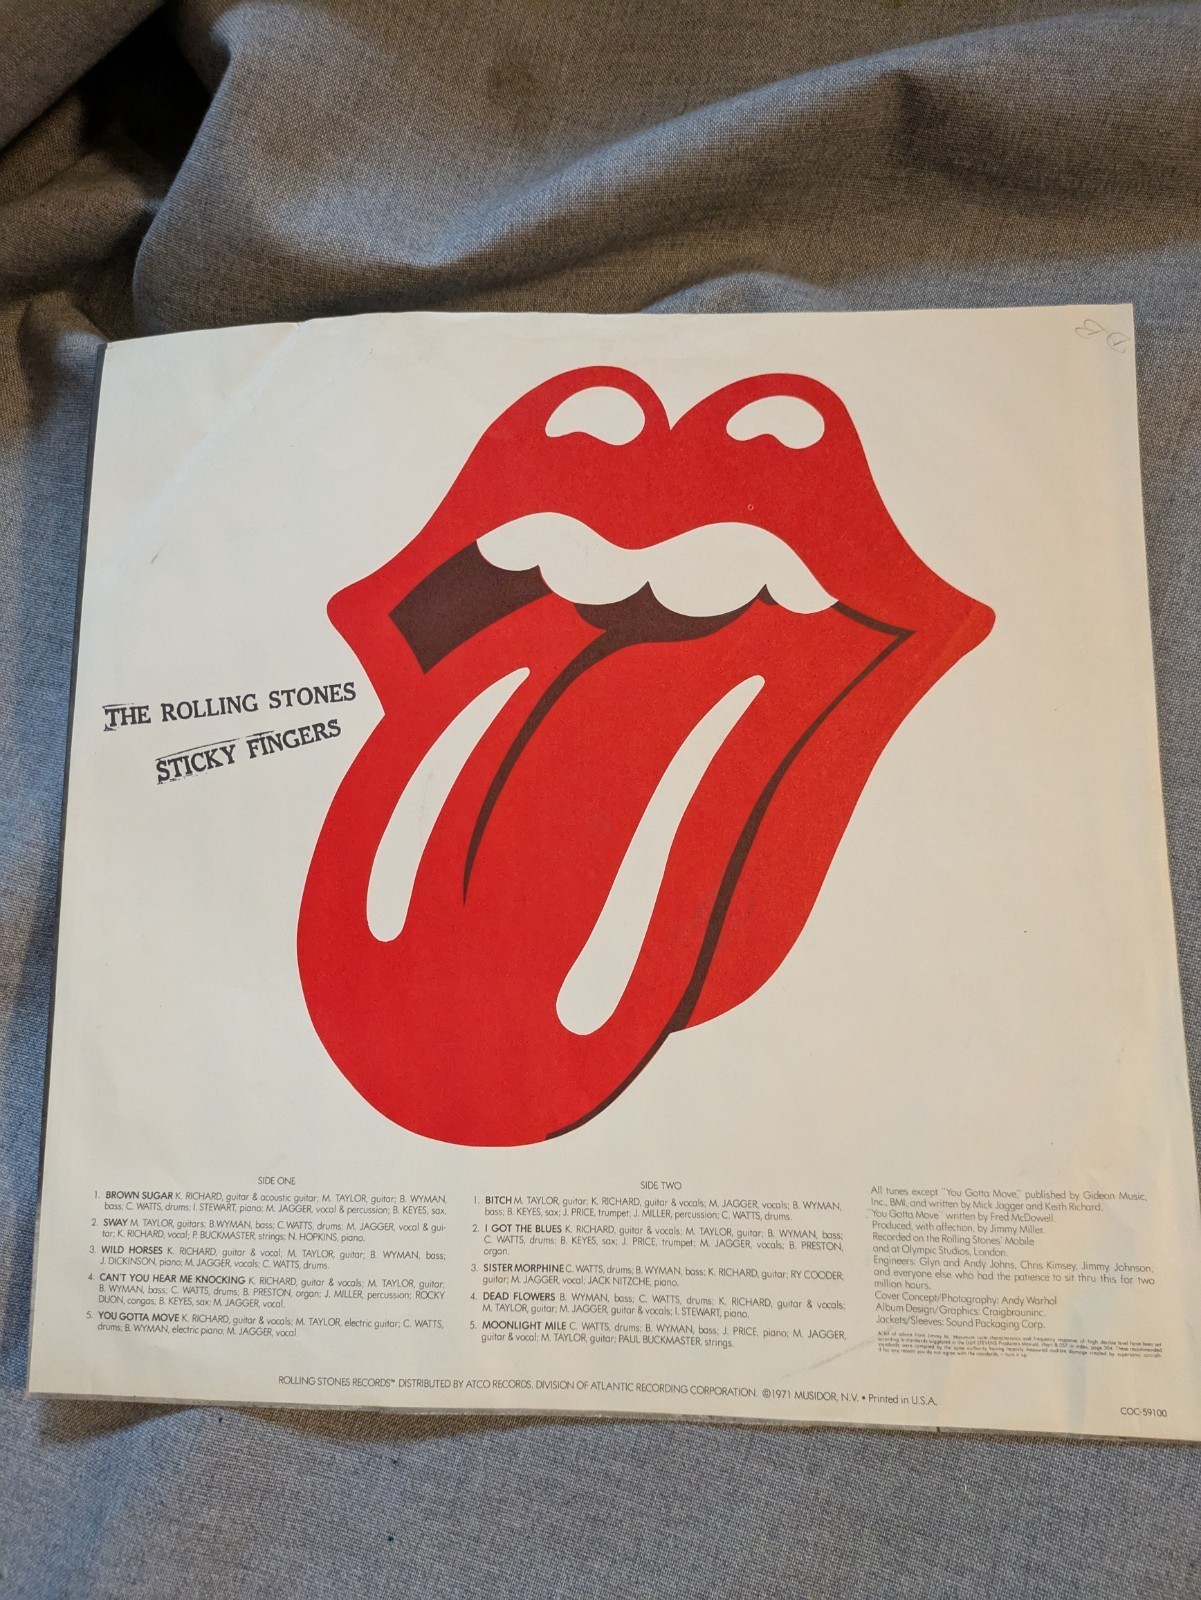 DB
THE ROLLING STONES
STICKY FINGERS
SIDE ONE
1. BROWN SUGAR K. RICHARD, guitar & acoustic guitar; M. TAYLOR, guitar; B. WYMAN,
bass; C. WATTS, drums; I. STEWART, piano; M. JAGGER, vocal & percussion; B. KEYES, sax.
2. SWAY M. TAYLOR, guitars; B. WYMAN, bass; C. WATTS, drums; M. JAGGER, vocal & gui-
tar; K. RICHARD, vocal; P. BUCKMASTER, strings; N. HOPKINS, piano.
3. WILD HORSES K. RICHARD, guitar & vocal; M. TAYLOR, guitar; B. WYMAN, bass;
J. DICKINSON, piano; M. JAGGER, vocals; C. WATTS, drums.
4. CAN'T YOU HEAR ME KNOCKING K. RICHARD, guitar & vocals; M. TAYLOR, guitar;
B. WYMAN, bass; C. WATTS, drums; B. PRESTON, organ; J. MILLER, percussion; ROCKY
DIJON, congas; B. KEYES, sax; M. JAGGER, vocal.
5. YOU GOTTA MOVE K. RICHARD, guitar & vocals; M. TAYLOR, electric guitar; C. WATTS,
drums; B. WYMAN, electric piano; M. JAGGER, vocal.
SIDE TWO
1. BITCH M. TAYLOR, guitar; K. RICHARD, guitar & vocals; M. JAGGER, vocals; B. WYMAN,
bass; B. KEYES, sax; J. PRICE, trumpet; J. MILLER, percussion; C. WATTS, drums.
2. I GOT THE BLUES K. RICHARD, guitar & vocals; M. TAYLOR, guitar; B. WYMAN, bass;
C. WATTS, drums; B. KEYES, sax; J. PRICE, trumpet; M. JAGGER, vocals; B. PRESTON,
organ.
3. SISTER MORPHINE C. WATTS, drums; B. WYMAN, bass; K. RICHARD, guitar; RY COODER,
guitar; M. JAGGER, vocal; JACK NITZCHE, piano.
4. DEAD FLOWERS B. WYMAN, bass; C. WATTS, drums; K. RICHARD, guitar & vocals;
M. TAYLOR, guitar; M. JAGGER, guitar & vocals; I. STEWART, piano.
5. MOONLIGHT MILE C. WATTS, drums; B. WYMAN, bass; J. PRICE, piano; M. JAGGER,
guitar & vocal; M. TAYLOR, guitar; PAUL BUCKMASTER, strings.
All tunes except "You Gotta Move," published by Gideon Music,
Inc., BMI, and written by Mick Jagger and Keith Richard.
"You Gotta Move" written by Fred McDowell.
Produced, with affection, by Jimmy Miller.
Recorded on the Rolling Stones' Mobile
and at Olympic Studios, London.
Engineers: Glyn and Andy Johns, Chris Kimsey, Jimmy Johnson,
and everyone else who had the patience to sit thru this for two
million hours.
Cover Concept/Photography: Andy Warhol
Album Design/Graphics: Craigbrauninc.
Jackets/Sleeves: Sound Packaging Corp.
ROLLING STONES RECORDS™ DISTRIBUTED BY ATCO RECORDS. DIVISION OF ATLANTIC RECORDING CORPORATION. ©1971 MUSIDOR, N.V. • Printed in U.S.A.
COC-59100